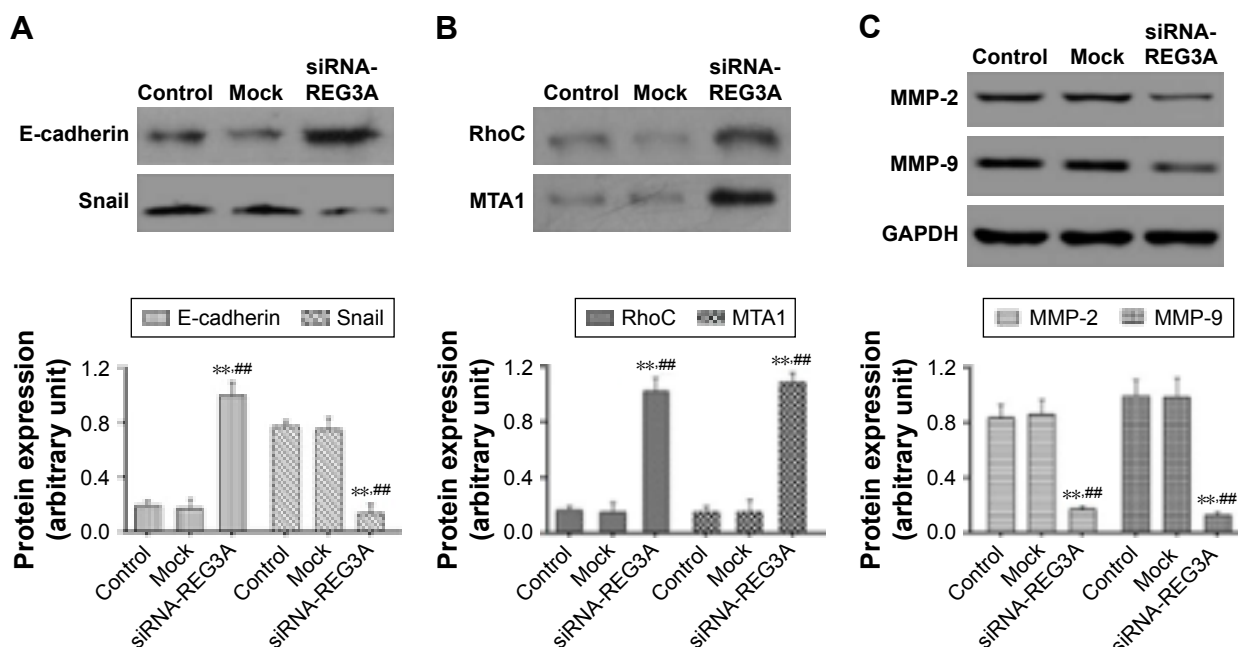 A
Control Mock siRNA-
REG3A
E-cadherin
Snail
E-cadherin Snail
Protein expression
(arbitrary unit)
1.2
0.8
0.4
0.0
**,##
**,##
Control
Mock
siRNA-REG3A
Control
Mock
siRNA-REG3A
B
Control Mock siRNA-
REG3A
RhoC
MTA1
RhoC MTA1
Protein expression
(arbitrary unit)
1.2
0.8
0.4
0.0
**,##
**,##
Control
Mock
siRNA-REG3A
Control
Mock
siRNA-REG3A
C
Control Mock siRNA-
REG3A
MMP-2
MMP-9
GAPDH
MMP-2 MMP-9
Protein expression
(arbitrary unit)
1.2
0.8
0.4
0.0
**,##
**,##
Control
Mock
siRNA-REG3A
Control
Mock
siRNA-REG3A